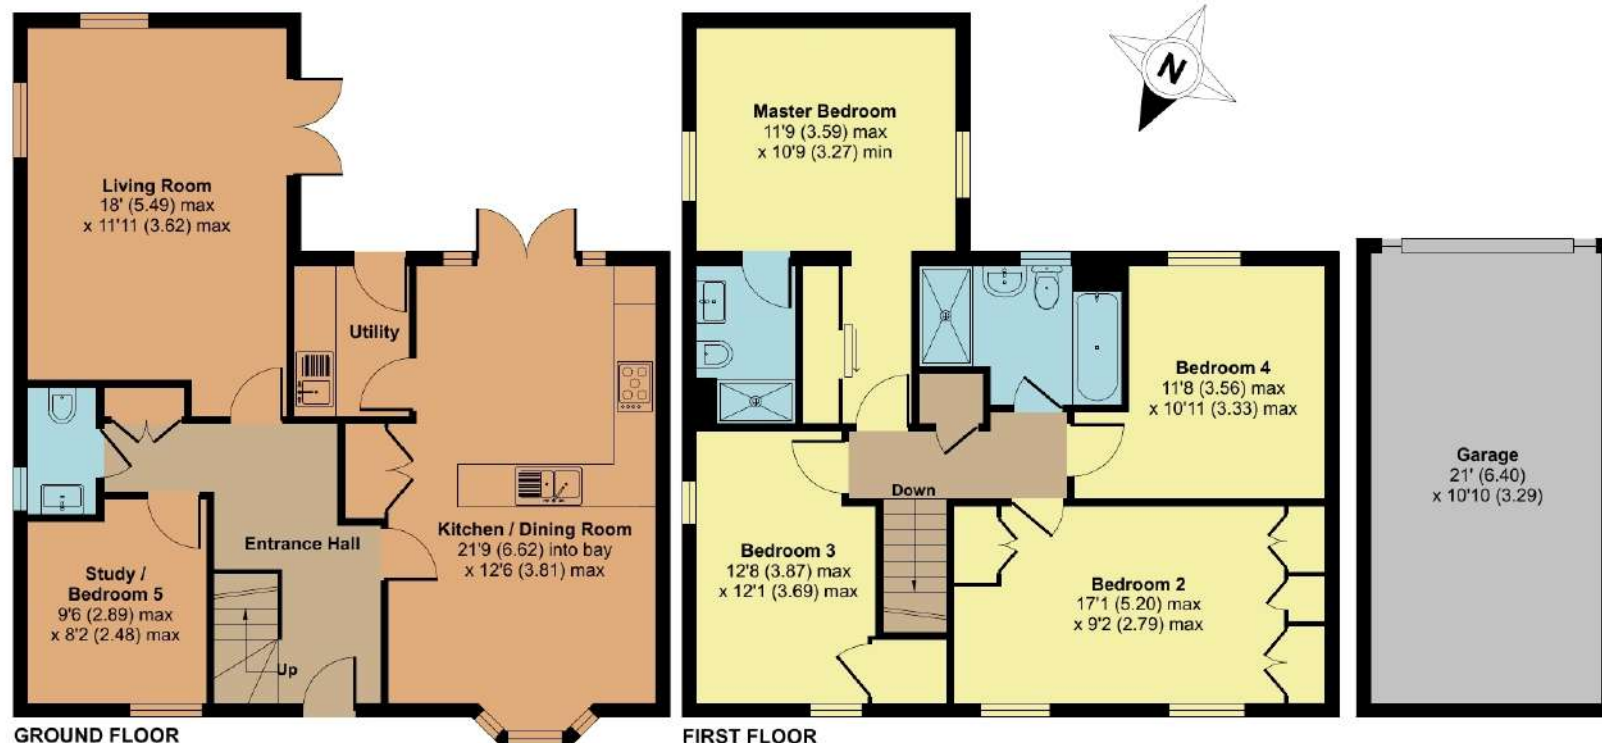 N
Living Room
18' (5.49) max
x 11'11 (3.62) max
Utility
Kitchen / Dining Room
21'9 (6.62) into bay
x 12'6 (3.81) max
Entrance Hall
Study /
Bedroom 5
9'6 (2.89) max
x 8'2 (2.48) max
Up
GROUND FLOOR
Master Bedroom
11'9 (3.59) max
x 10'9 (3.27) min
Bedroom 4
11'8 (3.56) max
x 10'11 (3.33) max
Down
Bedroom 3
12'8 (3.87) max
x 12'1 (3.69) max
Bedroom 2
17'1 (5.20) max
x 9'2 (2.79) max
FIRST FLOOR
Garage
21' (6.40)
x 10'10 (3.29)